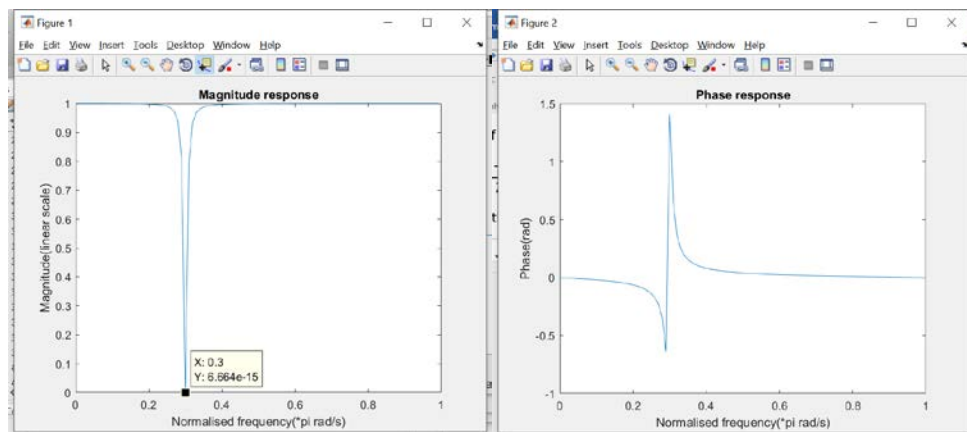 Figure 1
File Edit View Insert Tools Desktop Window Help
Magnitude response
1
0.9
0.8
0.7
0.6
0.5
0.4
0.3
0.2
0.1
0
Magnitude(linear scale)
X: 0.3
Y: 6.664e-15
0 0.2 0.4 0.6 0.8 1
Normalised frequency(*pi rad/s)
Figure 2
File Edit View Insert Tools Desktop Window Help
Phase response
1.5
1
0.5
0
-0.5
-1
Phase(rad)
0 0.2 0.4 0.6 0.8 1
Normalised frequency(*pi rad/s)